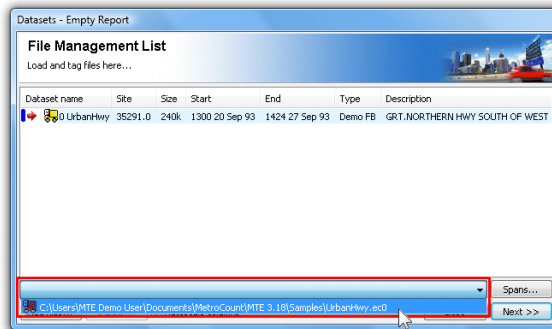 Datasets - Empty Report
File Management List
Load and tag files here...
Dataset name Site Size Start End Type Description
0 UrbanHwy 35291.0 240k 1300 20 Sep 93 1424 27 Sep 93 Demo FB GRT.NORTHERN HWY SOUTH OF WEST
Spans...
C:\Users\MTE Demo User\Documents\MetroCount\MTE 3.18\Samples\UrbanHwy.ec0
Next >>